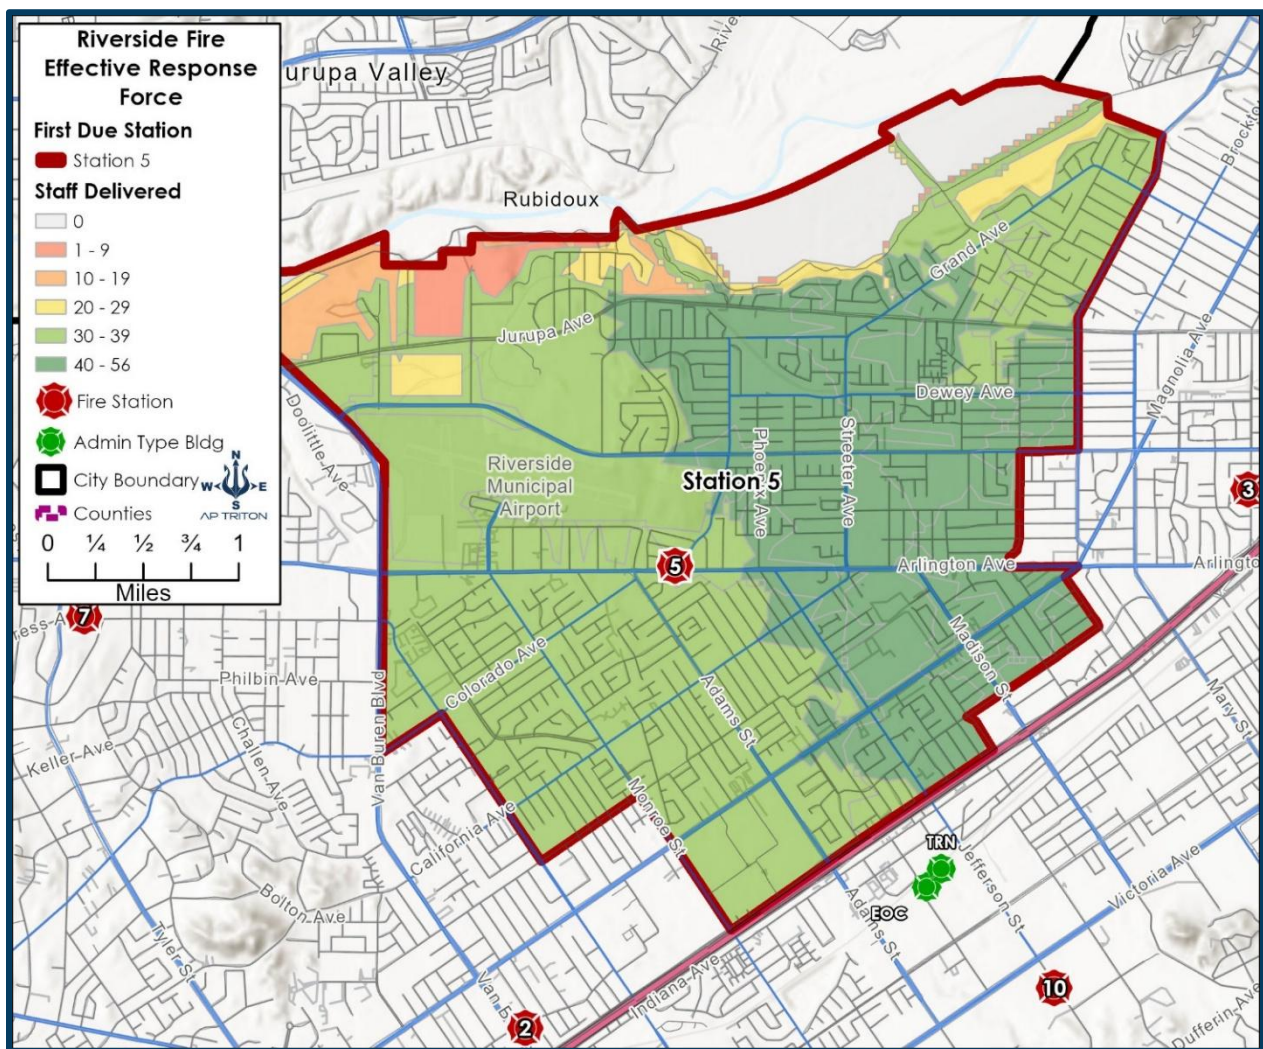 Riverside Fire
Effective Response
Force
First Due Station
Station 5
Staff Delivered
0
1 - 9
10 - 19
20 - 29
30 - 39
40 - 56
Fire Station
Admin Type Bldg
City Boundary
Counties
N
W E
S
AP TRITON
0 ¼ ½ ¾ 1
Miles
urupa Valley
Rive
Brockto
Rubidoux
Grand Ave
Jurupa Ave
Magnolia Ave
Dewey Ave
Doolittle Ave
Phoenix Ave
Streeter Ave
Riverside
Municipal
Airport
Station 5
3
5
Arlington Ave
Arlingto
7
ress A
Madison St
Colorado Ave
Philbin Ave
Adams St
Mary St
Keller Ave
Challen Ave
Van Buren Blvd
Monroe St
California Ave
TRN
Jefferson St
Victoria Ave
EOC
Adams St
Bolton Ave
Tyler St
Indiana Ave
Van B
10
2
Dufferin Ave